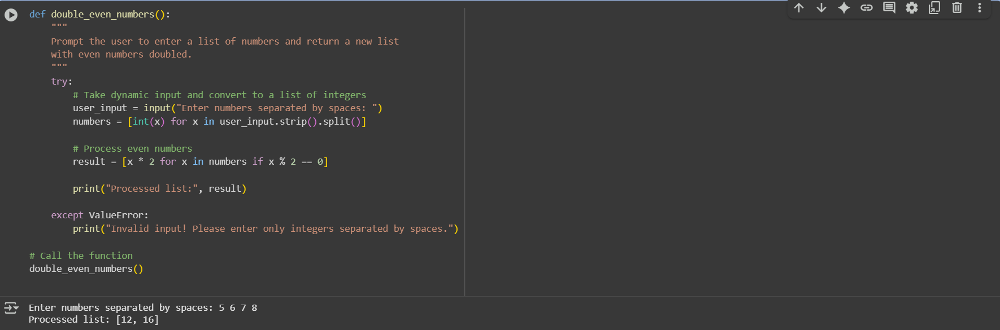 def double_even_numbers():
    """
    Prompt the user to enter a list of numbers and return a new list
    with even numbers doubled.
    """
    try:
        # Take dynamic input and convert to a list of integers
        user_input = input("Enter numbers separated by spaces: ")
        numbers = [int(x) for x in user_input.strip().split()]

        # Process even numbers
        result = [x * 2 for x in numbers if x % 2 == 0]

        print("Processed list:", result)

    except ValueError:
        print("Invalid input! Please enter only integers separated by spaces.")

# Call the function
double_even_numbers()

Enter numbers separated by spaces: 5 6 7 8
Processed list: [12, 16]